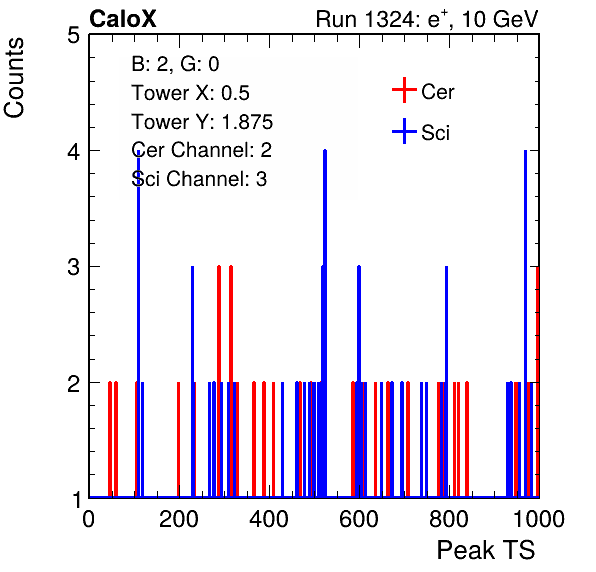 CaloX
Run 1324: e+, 10 GeV
Counts
5
4
3
2
1
B: 2, G: 0
Tower X: 0.5
Tower Y: 1.875
Cer Channel: 2
Sci Channel: 3
Cer
Sci
0 200 400 600 800 1000
Peak TS